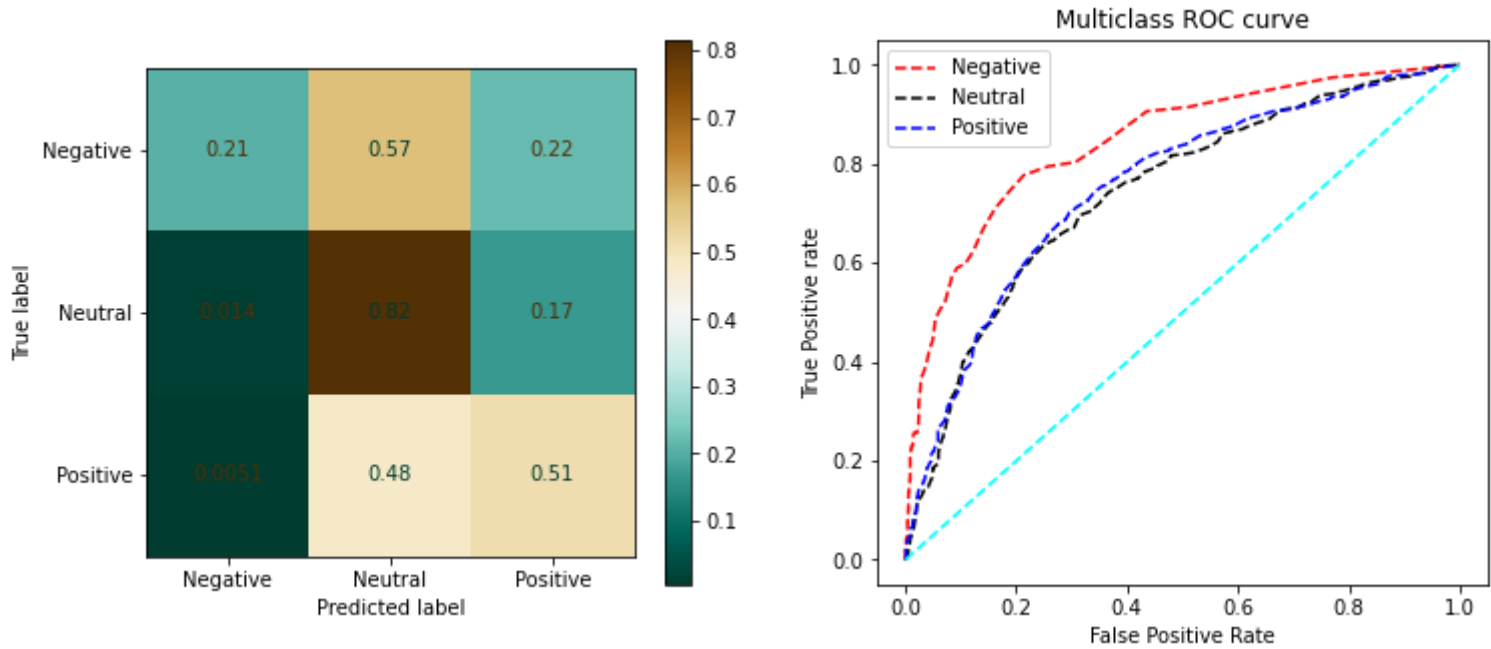 Multiclass ROC curve
Negative
Neutral
Positive
True label
Negative
Neutral
Positive
0.21 0.57 0.22
0.014 0.82 0.17
0.0051 0.48 0.51
Negative Neutral Positive
Predicted label
0.8
0.7
0.6
0.5
0.4
0.3
0.2
0.1
True Positive rate
1.0
0.8
0.6
0.4
0.2
0.0
0.0 0.2 0.4 0.6 0.8 1.0
False Positive Rate